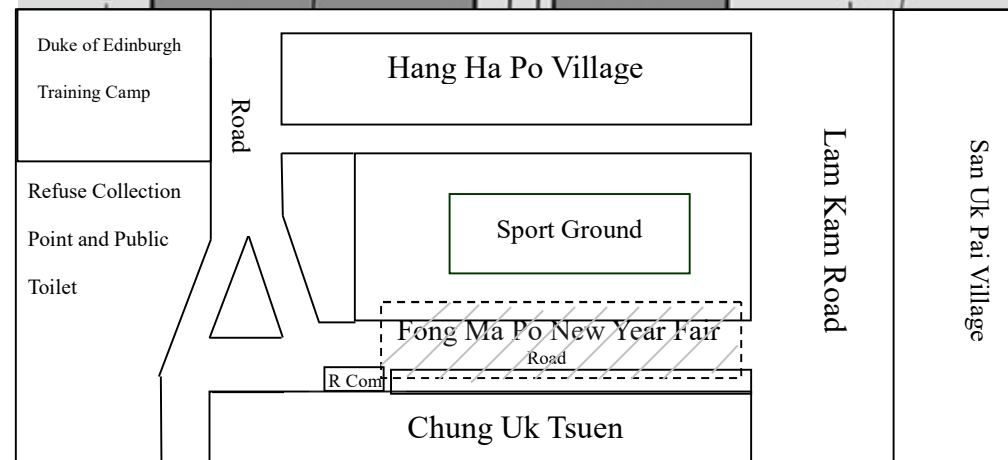 Duke of Edinburgh
Training Camp
Road
Hang Ha Po Village
Refuse Collection
Point and Public
Toilet
Sport Ground
Lam Kam Road
San Uk Pai Village
Fong Ma Po New Year Fair
Road
R Com
Chung Uk Tsuen